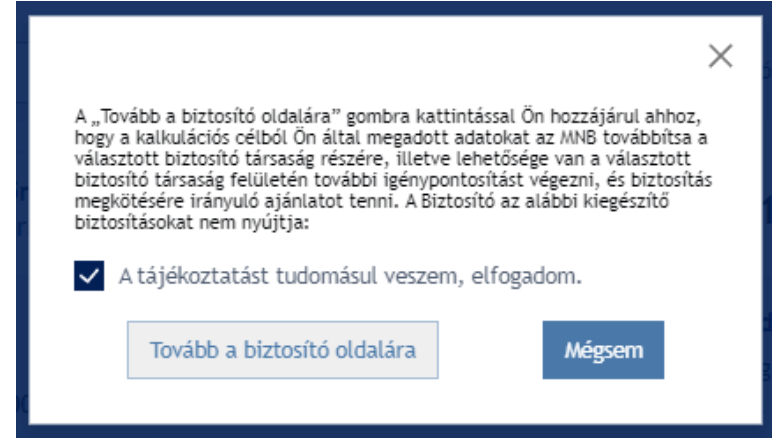 A „Tovább a biztosító oldalára” gombra kattintással Ön hozzájárul ahhoz,
hogy a kalkulációs célból Ön által megadott adatokat az MNB továbbítsa a
választott biztosító társaság részére, illetve lehetősége van a választott
biztosító társaság felületén további igénypontosítást végezni, és biztosítás
megkötésére irányuló ajánlatot tenni. A Biztosító az alábbi kiegészítő
biztosításokat nem nyújtja:
A tájékoztatást tudomásul veszem, elfogadom.
Tovább a biztosító oldalára
Mégsem